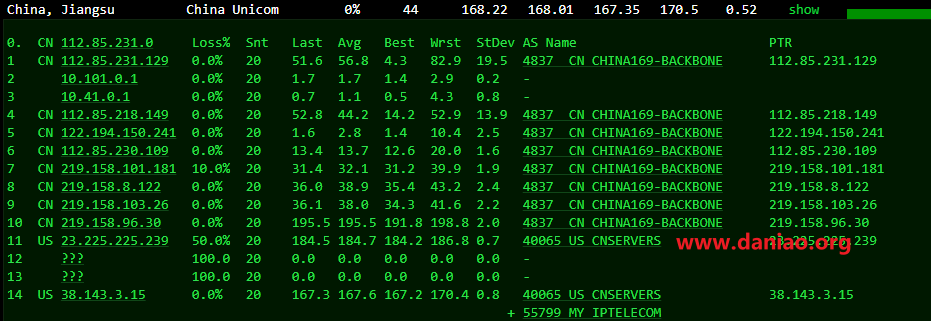 China, Jiangsu China Unicom 0% 44 168.22 168.01 167.35 170.5 0.52 show
0. CN 112.85.231.0 Loss% Snt Last Avg Best Wrst StDev AS Name PTR
1 CN 112.85.231.129 0.0% 20 51.6 56.8 4.3 82.9 19.5 4837 CN CHINA169-BACKBONE 112.85.231.129
2 10.101.0.1 0.0% 20 1.7 1.7 1.4 2.9 0.2 -
3 10.41.0.1 0.0% 20 0.7 1.1 0.5 4.3 0.8 -
4 CN 112.85.218.149 0.0% 20 52.8 44.2 14.2 52.9 13.9 4837 CN CHINA169-BACKBONE 112.85.218.149
5 CN 122.194.150.241 0.0% 20 1.6 2.8 1.4 10.4 2.5 4837 CN CHINA169-BACKBONE 122.194.150.241
6 CN 112.85.230.109 0.0% 20 13.4 13.7 12.6 20.0 1.6 4837 CN CHINA169-BACKBONE 112.85.230.109
7 CN 219.158.101.181 10.0% 20 31.4 32.1 31.2 39.9 1.9 4837 CN CHINA169-BACKBONE 219.158.101.181
8 CN 219.158.8.122 0.0% 20 36.0 38.9 35.4 43.2 2.4 4837 CN CHINA169-BACKBONE 219.158.8.122
9 CN 219.158.103.26 0.0% 20 36.1 38.0 34.3 41.6 2.2 4837 CN CHINA169-BACKBONE 219.158.103.26
10 CN 219.158.96.30 0.0% 20 195.5 195.5 191.8 198.8 2.0 4837 CN CHINA169-BACKBONE 219.158.96.30
11 US 23.225.225.239 50.0% 20 184.5 184.7 184.2 186.8 0.7 40065 US CNSERVERS 23.225.225.239
www.daniao.org
12 ??? 100.0 20 0.0 0.0 0.0 0.0 0.0 -
13 ??? 100.0 20 0.0 0.0 0.0 0.0 0.0 -
14 US 38.143.3.15 0.0% 20 167.3 167.6 167.2 170.4 0.8 40065 US CNSERVERS 38.143.3.15
+ 55799 MY IPTELECOM